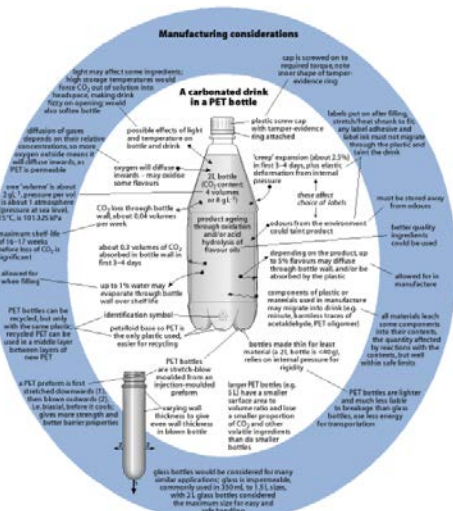 Manufacturing considerations
light may affect some ingredients;
high storage temperatures would
force CO₂ out of solution into
headspace, making drink
fizzy on opening; would
also soften bottle
cap is screwed on to
required torque, note
inner shape of tamper-
evidence ring
A carbonated drink
in a PET bottle
plastic screw cap
with tamper-evidence
ring attached
possible effects of light
and temperature on
bottle and drink
labels put on after filling,
stretch/heat shrunk to fit;
any label adhesive and
label ink must not migrate
through the plastic and
taint the drink
diffusion of gases
depends on their relative
concentrations, so more
oxygen outside means it
will diffuse inwards, as
PET is permeable
oxygen will diffuse
inwards – may oxidise
some flavours
2L bottle
(CO₂ content:
4 volumes
or 8 g L⁻¹)
'creep' expansion (about 2.5%)
in first 3–4 days, plus elastic
deformation from internal
pressure
these affect
choice of labels
one 'volume' is about
2 g L⁻¹, pressure per vol.
is about 1 atmosphere
(pressure at sea level,
15°C, is 101.325 kPa
CO₂ loss through bottle
wall, about 0.04 volumes
per week
product ageing
through oxidation
and/or acid
hydrolysis of
flavour oils
odours from the environment
could taint product
must be stored away
from odours
maximum shelf life
of 16–17 weeks
before loss of CO₂ is
significant
about 0.3 volumes of CO₂
absorbed in bottle wall in
first 3–4 days
better quality
ingredients
could be used
depending on the product, up
to 5% flavours may diffuse
through bottle wall, and/or be
absorbed by the plastic
allowed for
when filling
up to 1% water may
evaporate through bottle
wall over shelf life
allowed for in
manufacture
components of plastic or
materials used in manufacture
may migrate into drink (e.g.
minute, harmless traces of
acetaldehyde, PET oligomer)
PET bottles can be
recycled, but only
with the same plastic;
recycled PET can be
used in a middle layer
between layers of
new PET
identification symbol
petalloid base so PET is
the only plastic used,
easier for recycling
all materials leach
some components
into their contents,
the quantity affected
by reactions with the
contents, but well
within safe limits
bottles made thin for least
material (a 2L bottle is <40g),
relies on internal pressure for
rigidity
PET bottles
are stretch-blow
moulded from an
injection-moulded
preform
a PET preform is first
stretched downwards (1)
then blown outwards (2),
i.e. biaxial, before it cools;
gives more strength and
better barrier properties
larger PET bottles (e.g.
3 L) have a smaller
surface area to
volume ratio and lose
a smaller proportion
of CO₂ and other
volatile ingredients
than do smaller
bottles
PET bottles are lighter
and much less liable
to breakage than glass
bottles, so use less energy
for transportation
varying wall
thickness to give
even wall thickness
in blown bottle
glass bottles would be considered for many
similar applications; glass is impermeable,
commonly used in 350 mL to 1.5 L sizes,
with 2 L glass bottles considered
the maximum size for easy and
safe handling